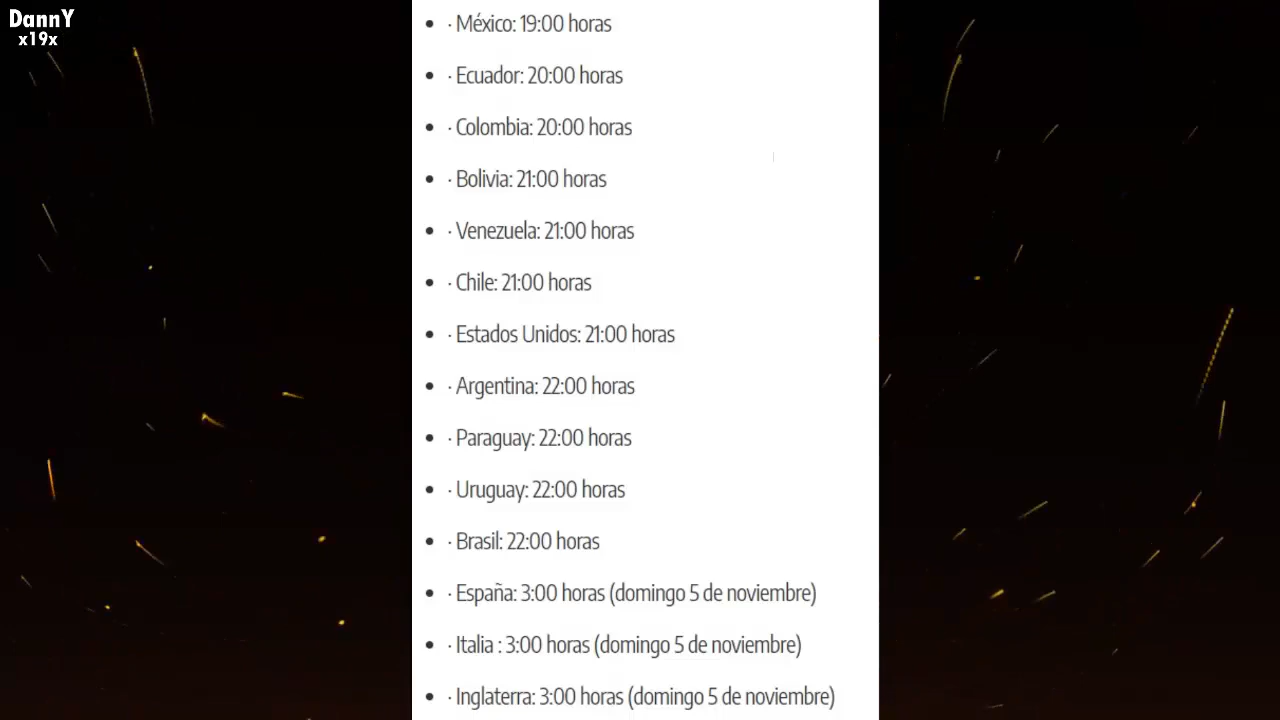 DannY
x19x
• · México: 19:00 horas
• · Ecuador: 20:00 horas
• · Colombia: 20:00 horas
• · Bolivia: 21:00 horas
• · Venezuela: 21:00 horas
• · Chile: 21:00 horas
• · Estados Unidos: 21:00 horas
• · Argentina: 22:00 horas
• · Paraguay: 22:00 horas
• · Uruguay: 22:00 horas
• · Brasil: 22:00 horas
• · España: 3:00 horas (domingo 5 de noviembre)
• · Italia : 3:00 horas (domingo 5 de noviembre)
• · Inglaterra: 3:00 horas (domingo 5 de noviembre)